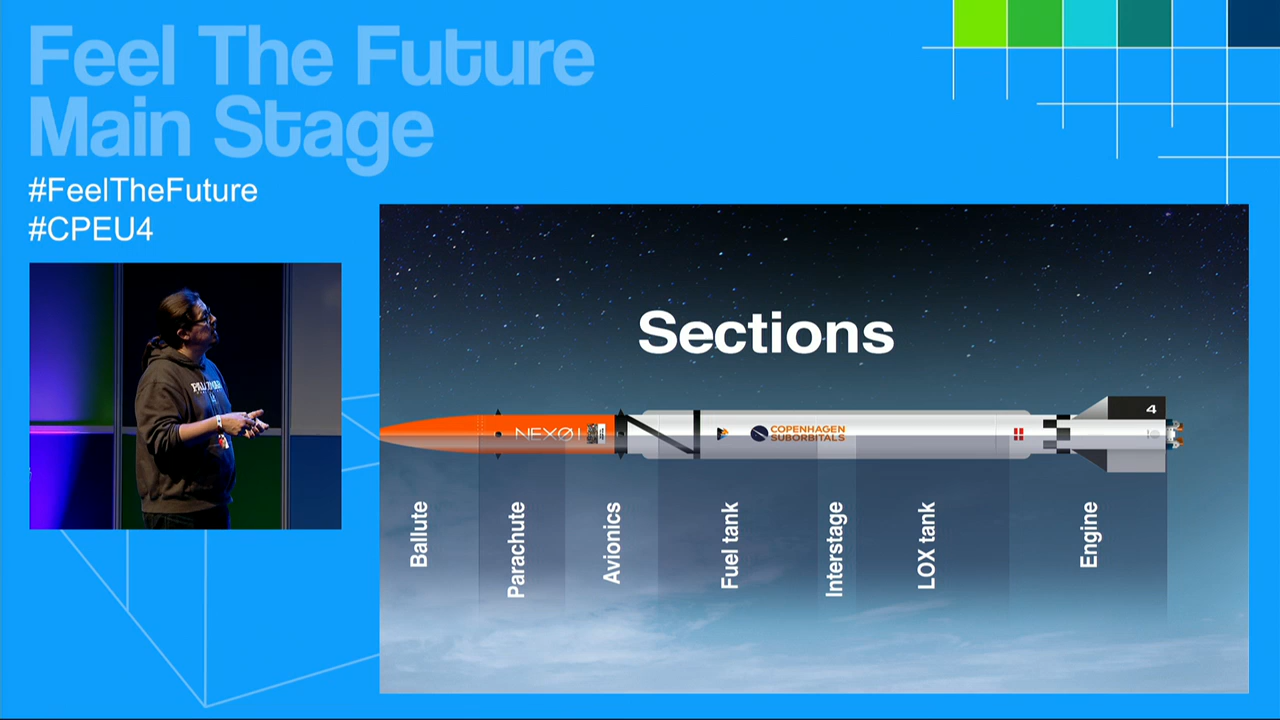 Feel The Future
Main Stage
#FeelTheFuture
#CPEU4
Sections
NEXØ I
COPENHAGEN
SUBORBITALS
4
Ballute
Parachute
Avionics
Fuel tank
Interstage
LOX tank
Engine